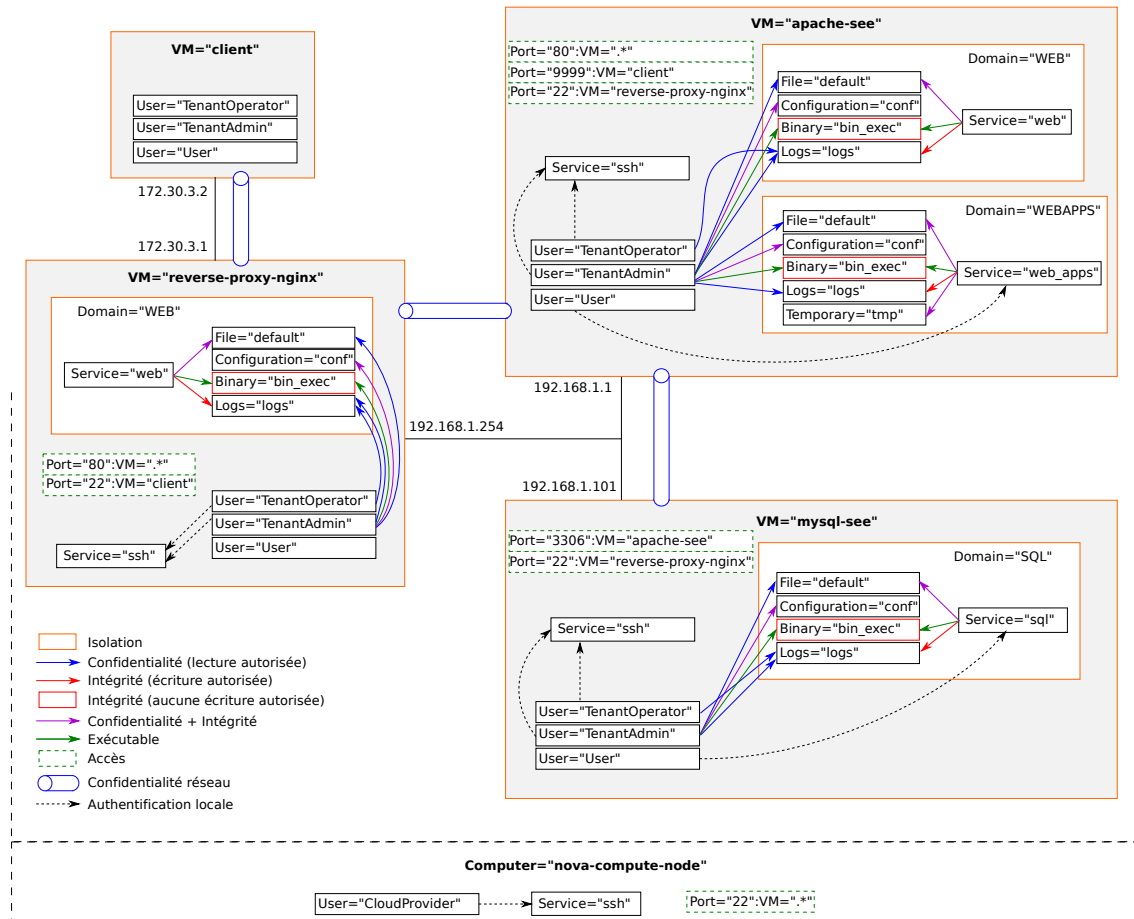 VM="client"
User="TenantOperator"
User="TenantAdmin"
User="User"
172.30.3.2
172.30.3.1
VM="reverse-proxy-nginx"
Domain="WEB"
File="default"
Configuration="conf"
Service="web"
Binary="bin_exec"
Logs="logs"
Port="80":VM=".*"
Port="22":VM="client"
User="TenantOperator"
User="TenantAdmin"
User="User"
Service="ssh"
VM="apache-see"
Port="80":VM=".*"
Port="9999":VM="client"
Port="22":VM="reverse-proxy-nginx"
Domain="WEB"
File="default"
Configuration="conf"
Binary="bin_exec"
Logs="logs"
Service="web"
Service="ssh"
User="TenantOperator"
User="TenantAdmin"
User="User"
Domain="WEBAPPS"
File="default"
Configuration="conf"
Binary="bin_exec"
Logs="logs"
Temporary="tmp"
Service="web_apps"
192.168.1.1
192.168.1.254
192.168.1.101
VM="mysql-see"
Port="3306":VM="apache-see"
Port="22":VM="reverse-proxy-nginx"
Domain="SQL"
File="default"
Configuration="conf"
Binary="bin_exec"
Logs="logs"
Service="sql"
Service="ssh"
User="TenantOperator"
User="TenantAdmin"
User="User"
Isolation
Confidentialité (lecture autorisée)
Intégrité (écriture autorisée)
Intégrité (aucune écriture autorisée)
Confidentialité + Intégrité
Exécutable
Accès
Confidentialité réseau
Authentification locale
Computer="nova-compute-node"
User="CloudProvider"
Service="ssh"
Port="22":VM=".*"